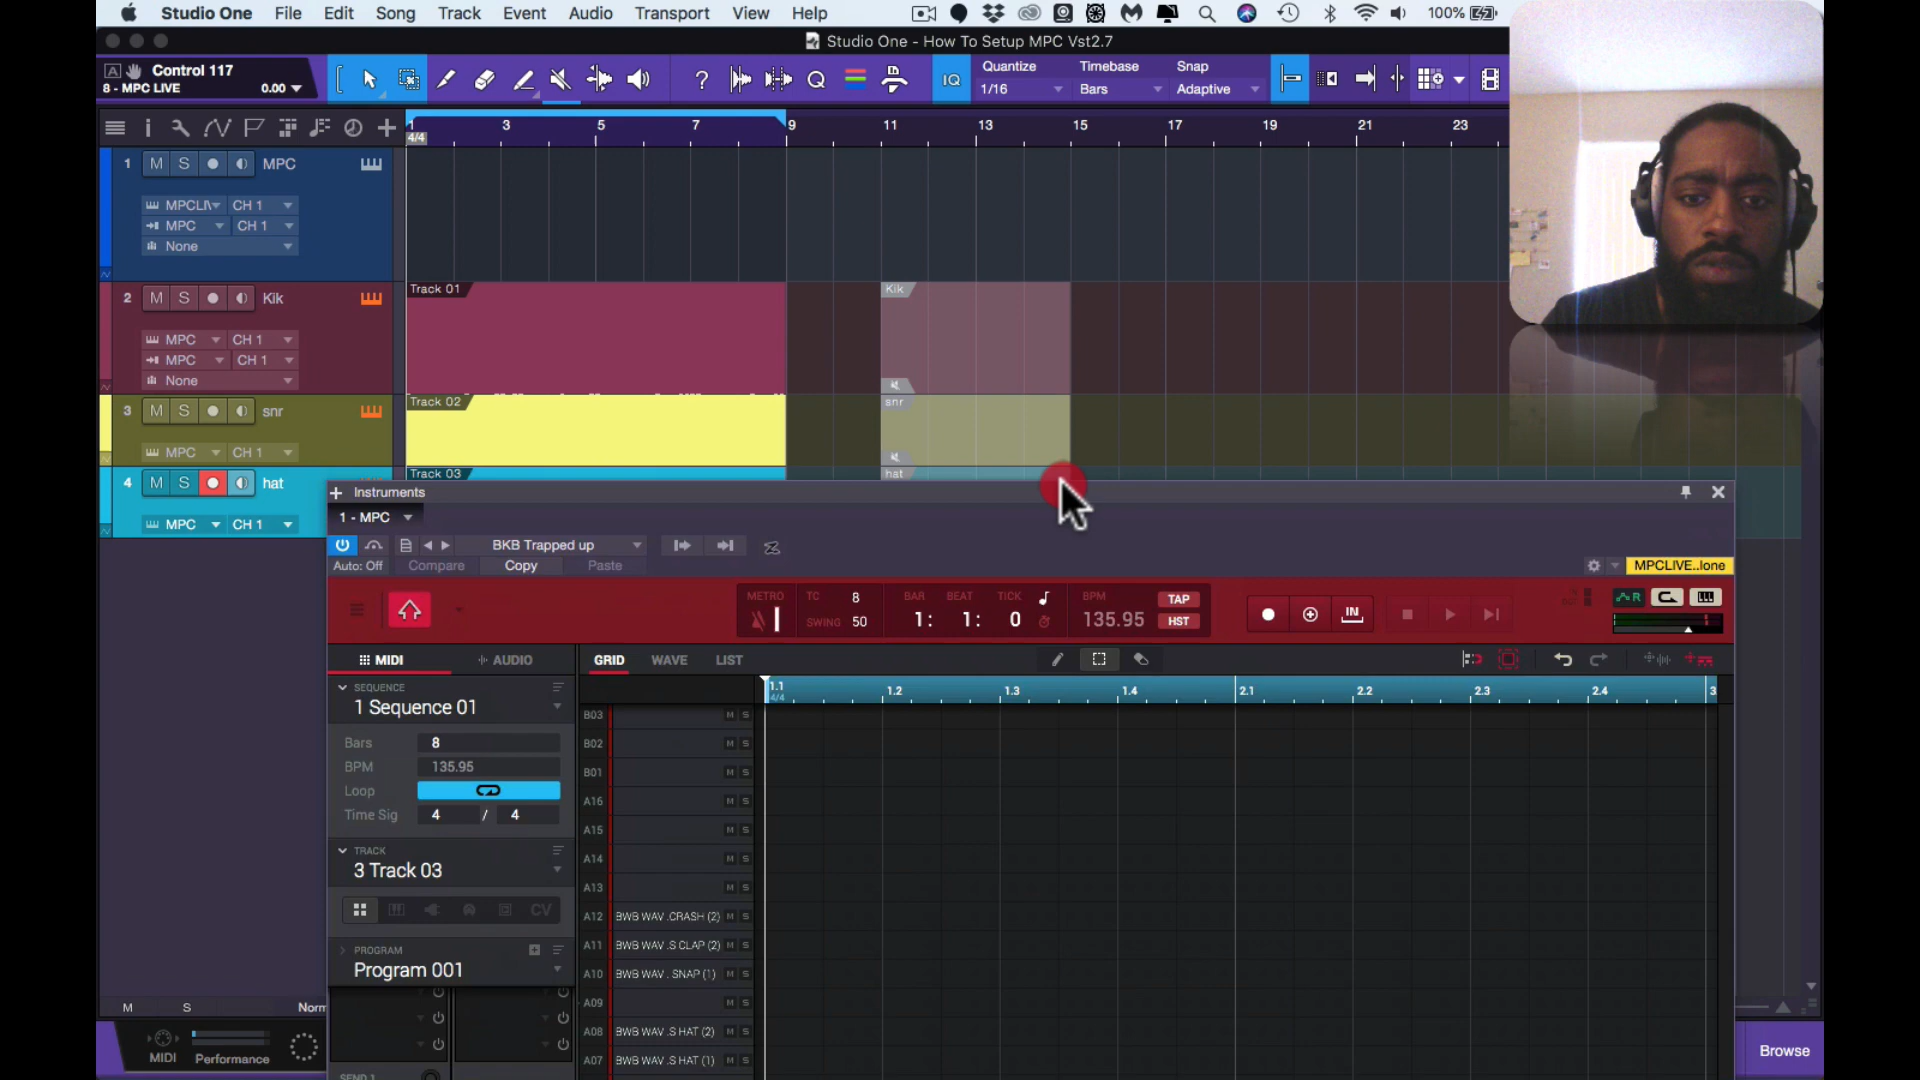 Studio One File Edit Song Track Event Audio Transport View Help 100%
Studio One - How To Setup MPC Vst2.7
A Control 117
8 - MPC LIVE 0.00
IQ Quantize Timebase Snap
1/16 Bars Adaptive
1 3 5 7 9 11 13 15 17 19 21 23
4/4
1 M S MPC
MPCLIV CH 1
MPC CH 1
None
2 M S Kik
MPC CH 1
MPC CH 1
None
Track 01 Kik
3 M S snr
MPC CH 1
Track 02 snr
4 M S hat
MPC CH 1
Track 03 hat
Instruments
1 - MPC
BKB Trapped up
Auto: Off Compare Copy Paste
MPCLIVE..lone
METRO TC 8 BAR BEAT TICK BPM TAP
SWING 50 1: 1: 0 135.95 HST
R
IN
MIDI AUDIO GRID WAVE LIST
SEQUENCE
1 Sequence 01
Bars 8
BPM 135.95
Loop
Time Sig 4 / 4
TRACK
3 Track 03
CV
PROGRAM
Program 001
1.1 1.2 1.3 1.4 2.1 2.2 2.3 2.4 3
4/4
B03 M S
B02 M S
B01 M S
A16 M S
A15 M S
A14 M S
A13 M S
A12 BWB WAV .CRASH (2) M S
A11 BWB WAV .S CLAP (2) M S
A10 BWB WAV . SNAP (1) M S
A09 M S
A08 BWB WAV .S HAT (2) M S
A07 BWB WAV .S HAT (1) M S
M S Norm
MIDI Performance
SEND 1
Browse